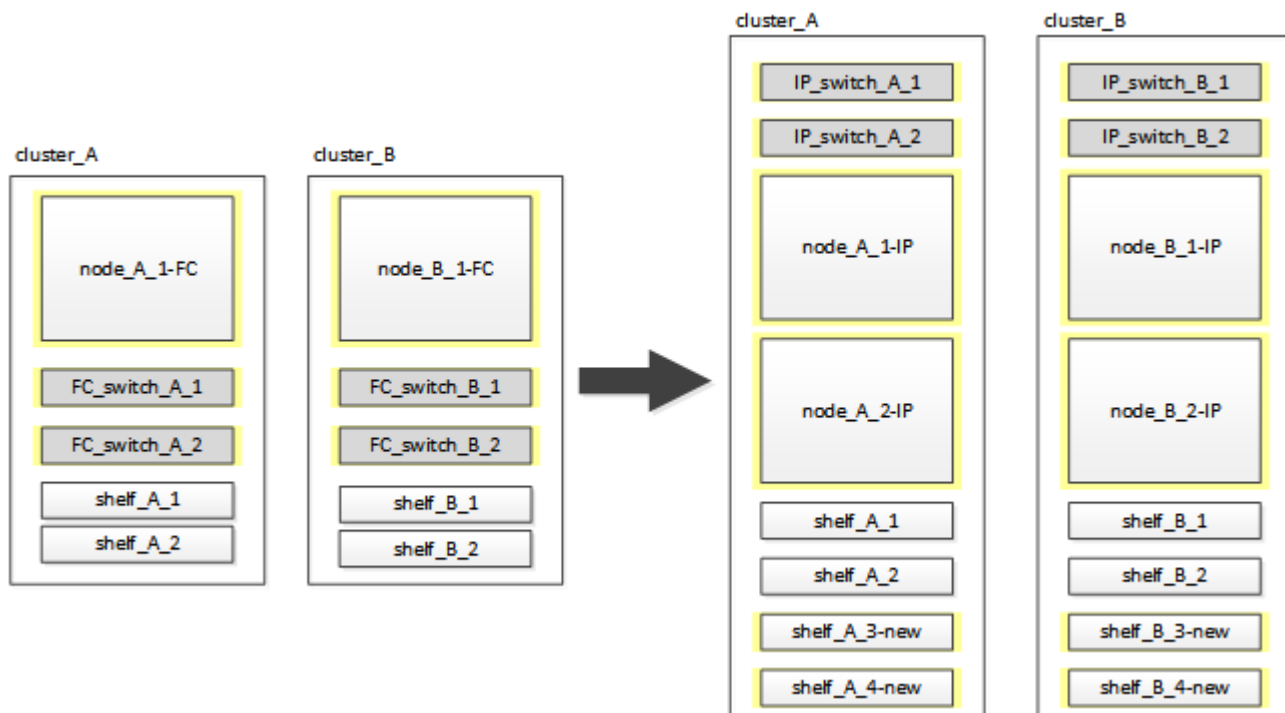 cluster_A
node_A_1-FC
FC_switch_A_1
FC_switch_A_2
shelf_A_1
shelf_A_2
cluster_B
node_B_1-FC
FC_switch_B_1
FC_switch_B_2
shelf_B_1
shelf_B_2
cluster_A
IP_switch_A_1
IP_switch_A_2
node_A_1-IP
node_A_2-IP
shelf_A_1
shelf_A_2
shelf_A_3-new
shelf_A_4-new
cluster_B
IP_switch_B_1
IP_switch_B_2
node_B_1-IP
node_B_2-IP
shelf_B_1
shelf_B_2
shelf_B_3-new
shelf_B_4-new